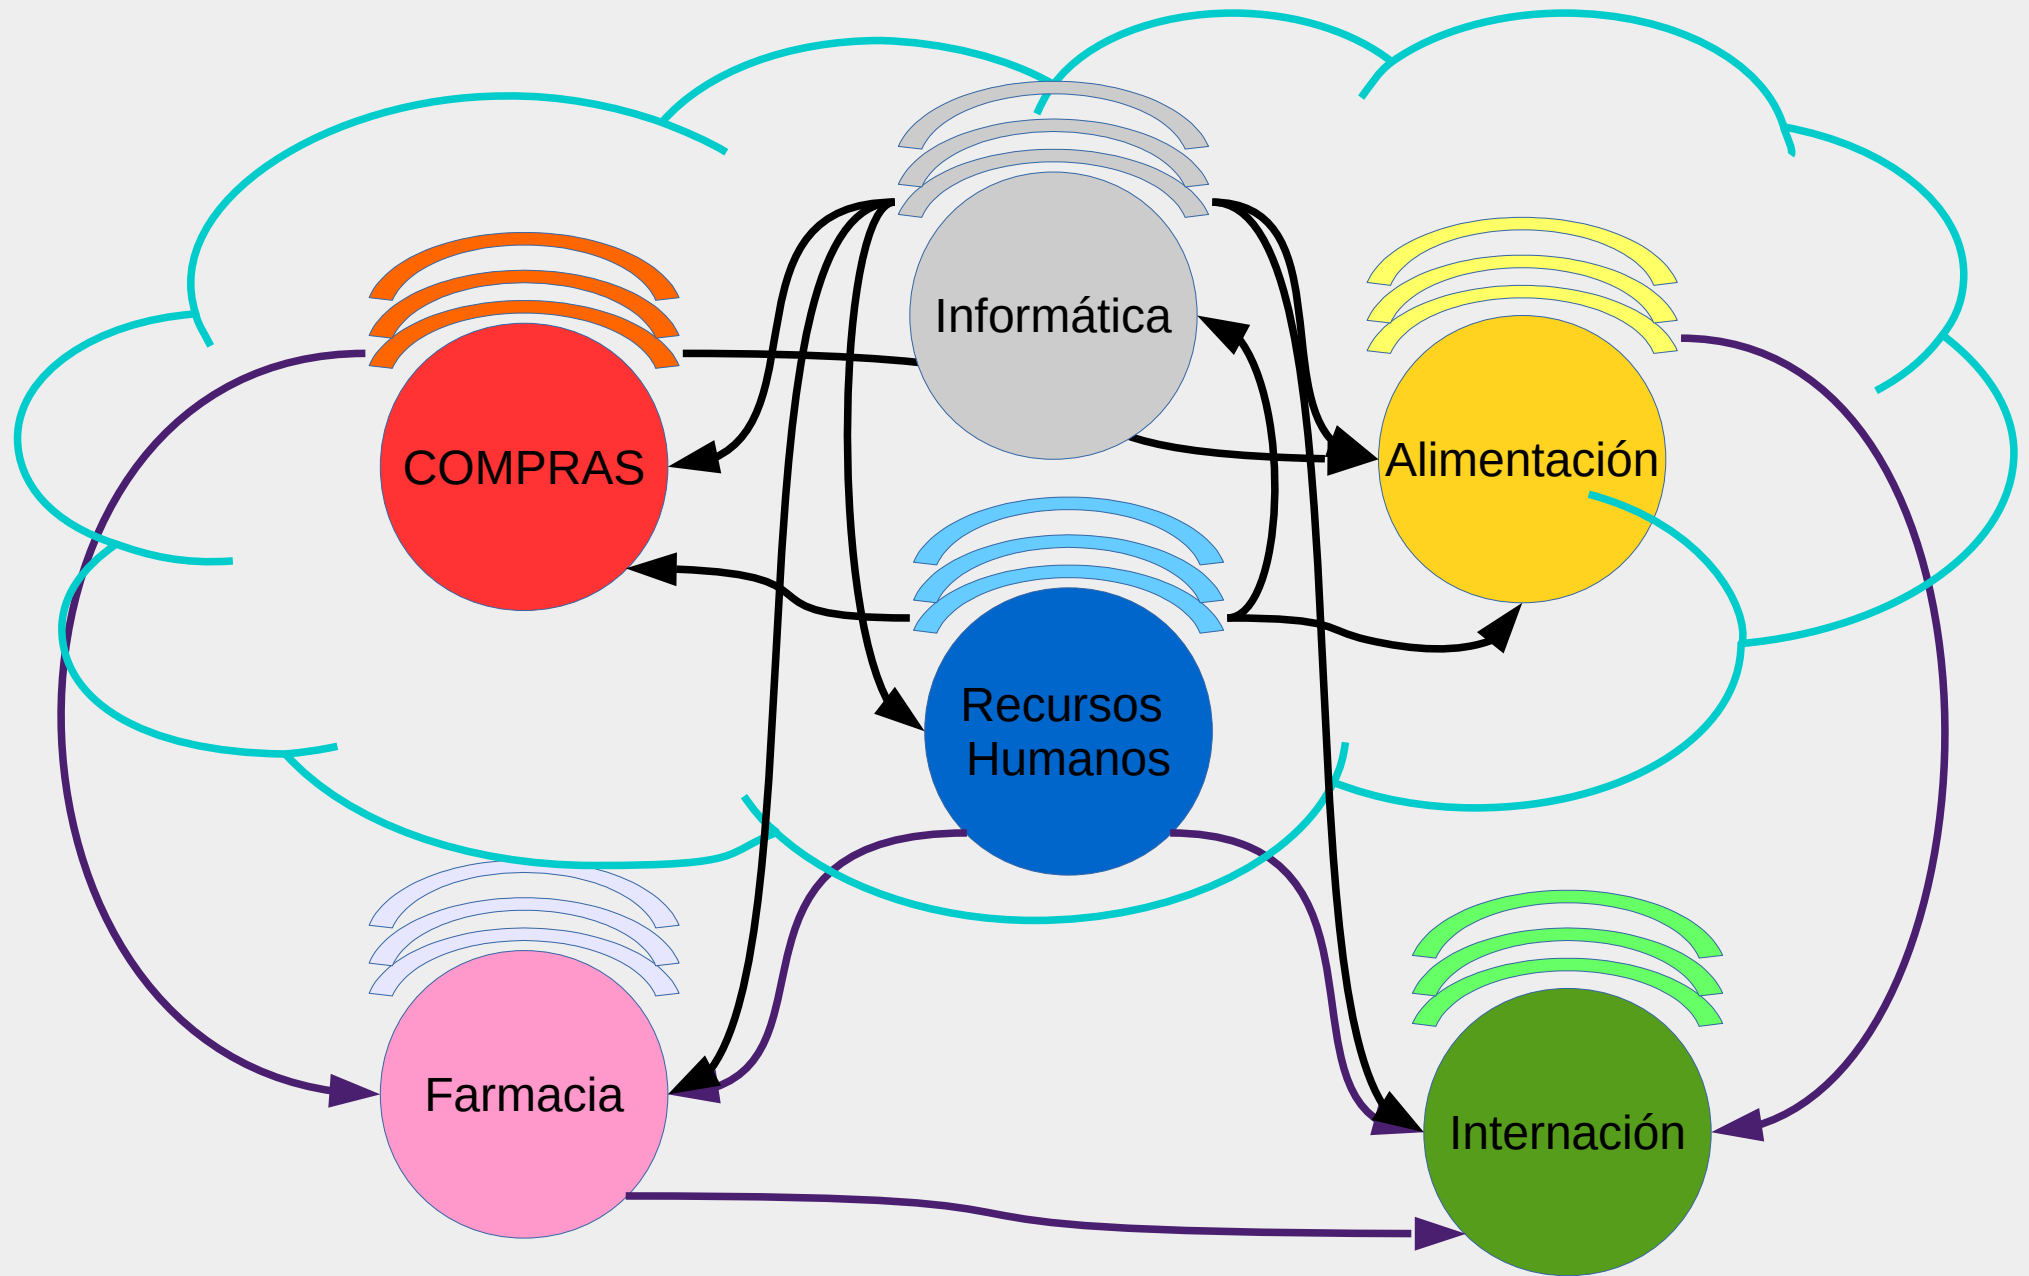 Informática
COMPRAS
Alimentación
Recursos
Humanos
Farmacia
Internación